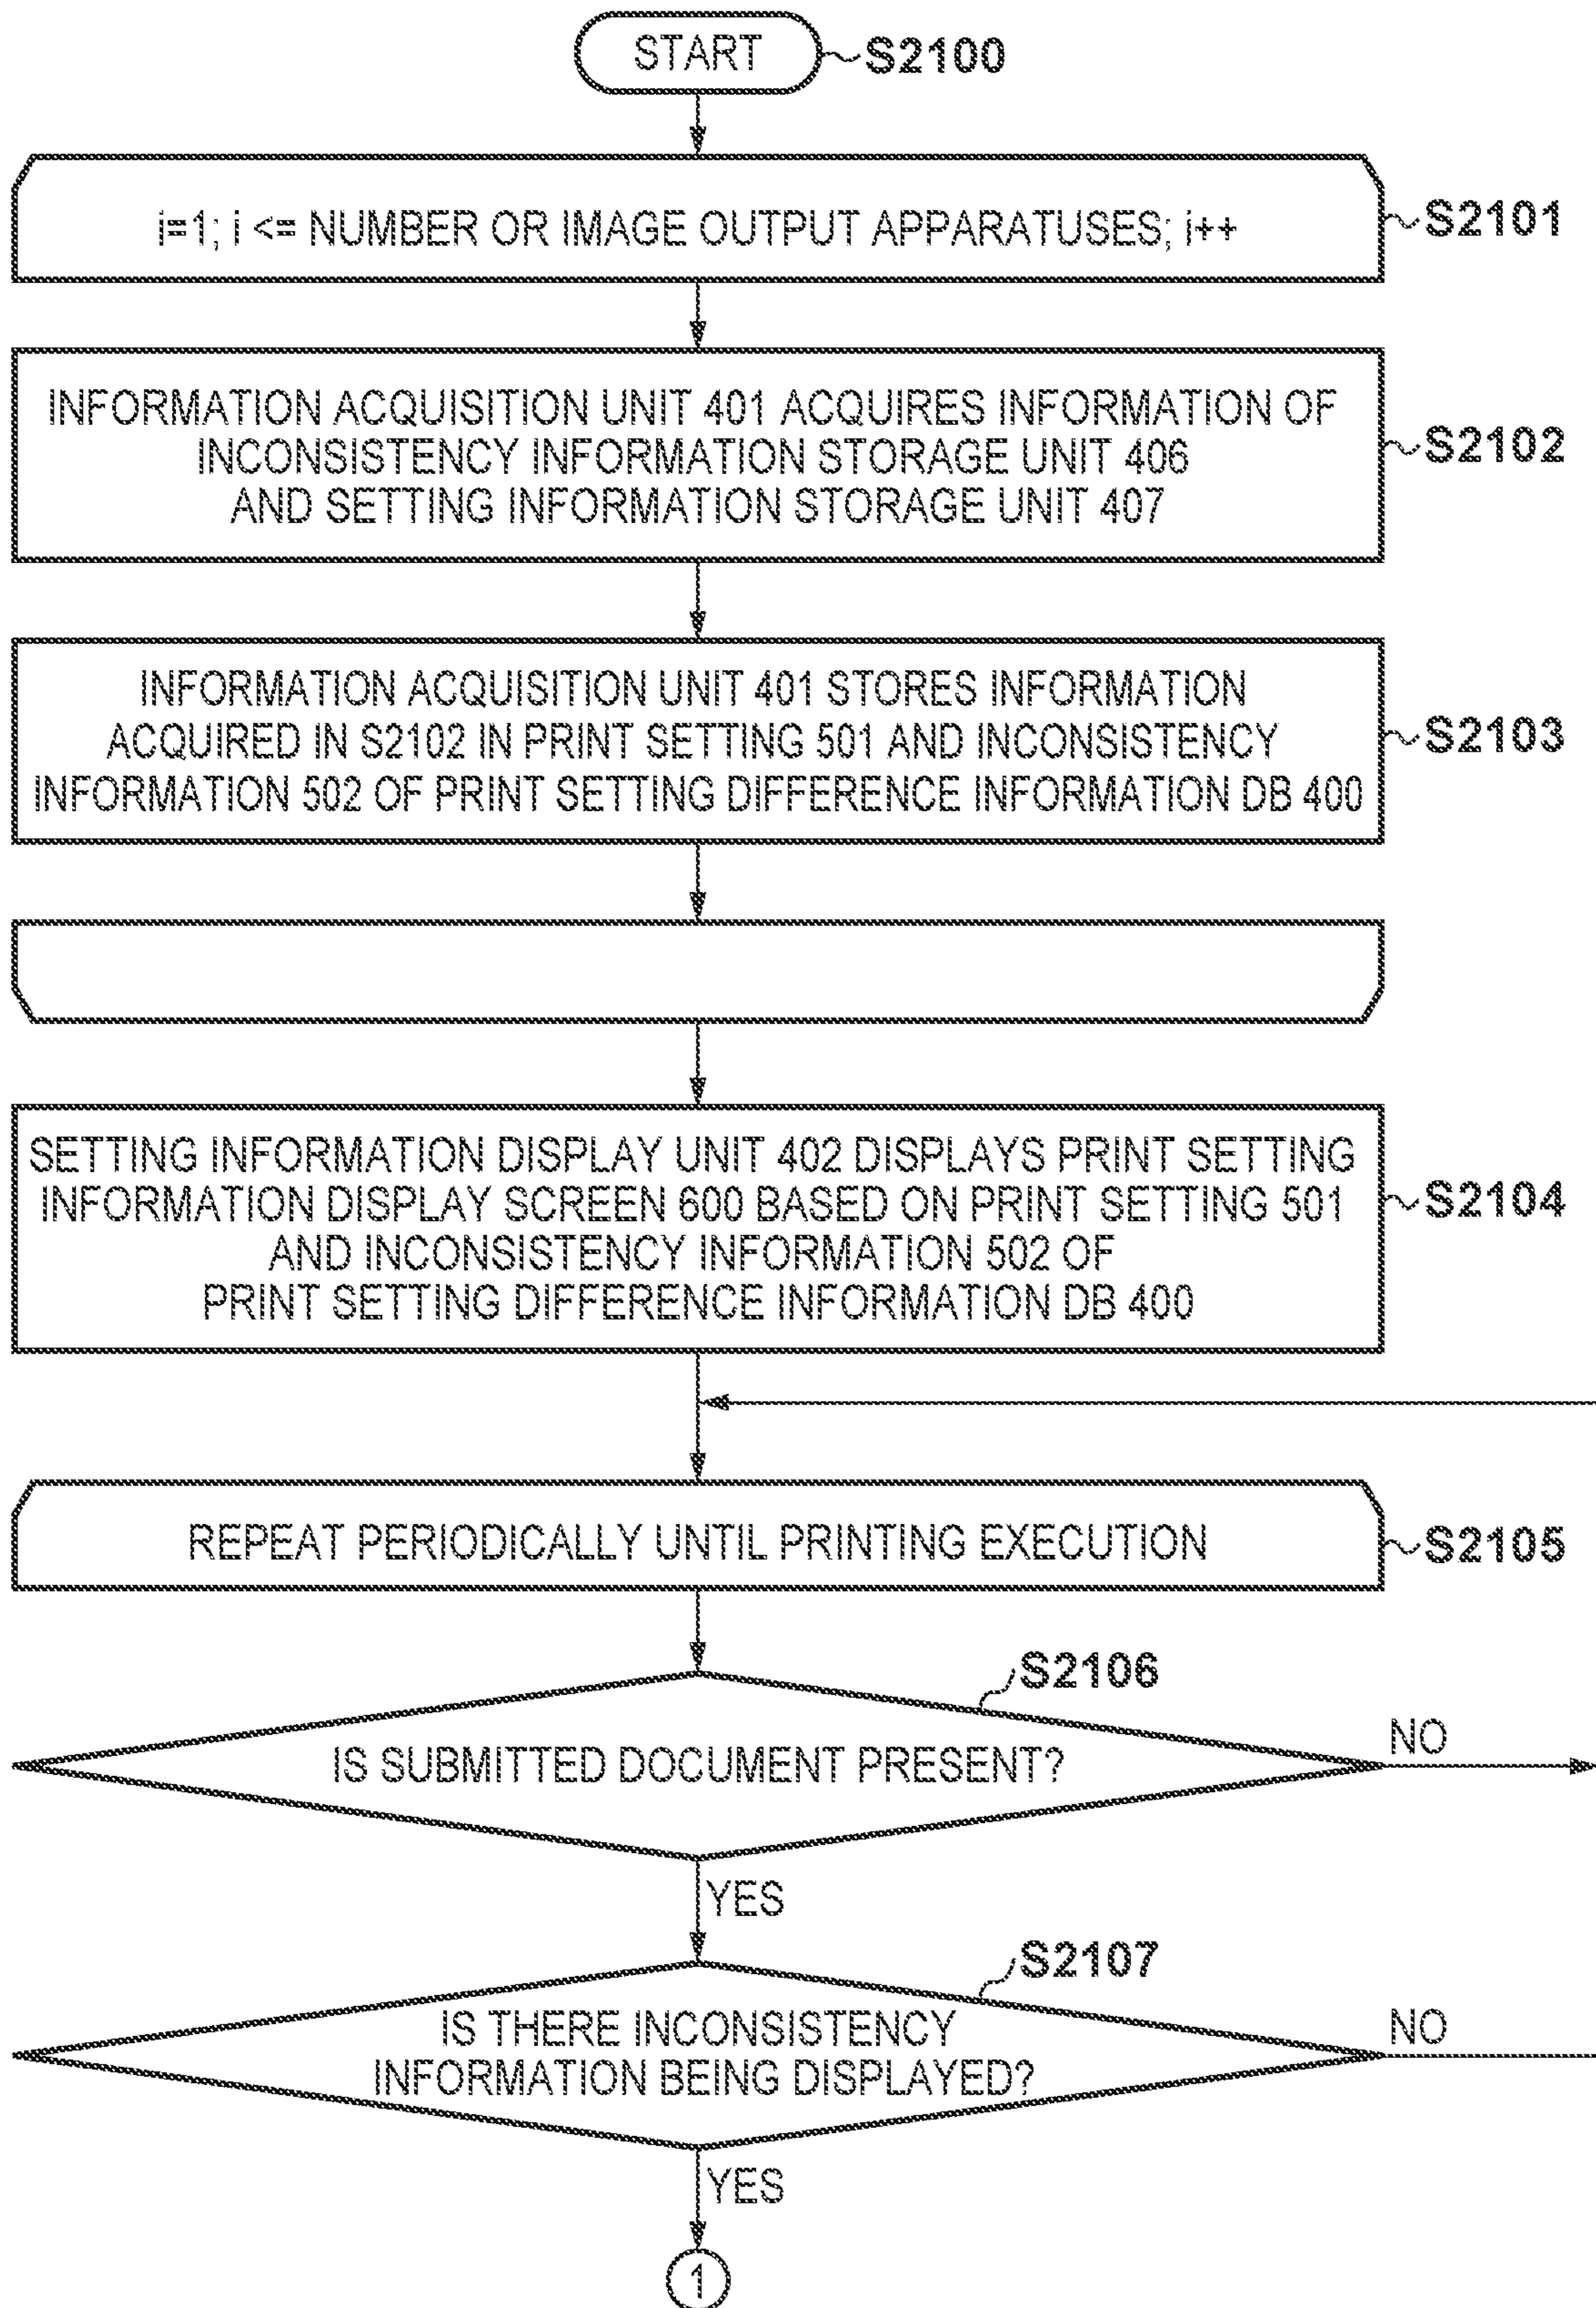 START
S2100
i=1; i <= NUMBER OR IMAGE OUTPUT APPARATUSES; i++
S2101
INFORMATION ACQUISITION UNIT 401 ACQUIRES INFORMATION OF
INCONSISTENCY INFORMATION STORAGE UNIT 406
AND SETTING INFORMATION STORAGE UNIT 407
S2102
INFORMATION ACQUISITION UNIT 401 STORES INFORMATION
ACQUIRED IN S2102 IN PRINT SETTING 501 AND INCONSISTENCY
INFORMATION 502 OF PRINT SETTING DIFFERENCE INFORMATION DB 400
S2103
SETTING INFORMATION DISPLAY UNIT 402 DISPLAYS PRINT SETTING
INFORMATION DISPLAY SCREEN 600 BASED ON PRINT SETTING 501
AND INCONSISTENCY INFORMATION 502 OF
PRINT SETTING DIFFERENCE INFORMATION DB 400
S2104
REPEAT PERIODICALLY UNTIL PRINTING EXECUTION
S2105
S2106
IS SUBMITTED DOCUMENT PRESENT?
NO
YES
S2107
IS THERE INCONSISTENCY
INFORMATION BEING DISPLAYED?
NO
YES
1